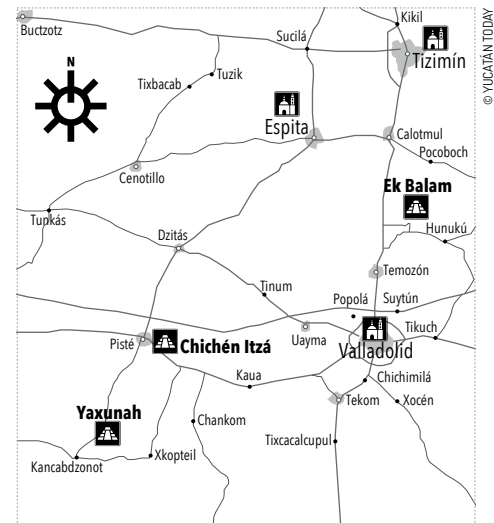 Kikil
Buctzotz
Sucilá
Tizimín
© YUCATÁN TODAY
N
Tuzik
Tixbacab
Espita
Calotmul
Pocoboch
Cenotillo
Ek Balam
Tunkás
Hunukú
Dzitás
Temozón
Tinum
Popolá
Suytún
Tikuch
Uayma
Valladolid
Pisté
Chichén Itzá
Kaua
Chichimilá
Tekom
Xocén
Yaxunah
Chankom
Tixcacalcupul
Xkopteil
Kancabdzonot